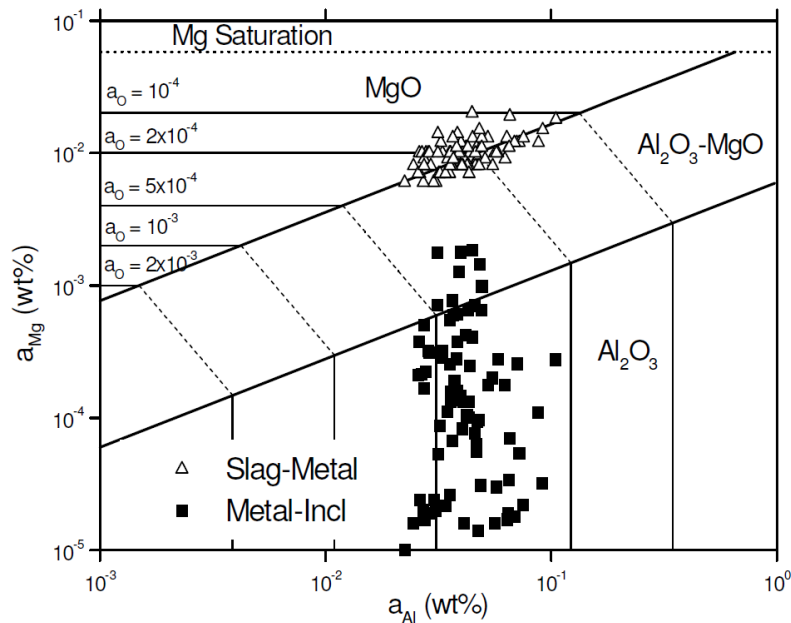 10⁻¹
Mg Saturation
a_O = 10⁻⁴
MgO
a_O = 2x10⁻⁴
10⁻²
Al₂O₃-MgO
a_O = 5x10⁻⁴
a_O = 10⁻³
a_O = 2x10⁻³
10⁻³
a_Mg (wt%)
Al₂O₃
10⁻⁴
Slag-Metal
Metal-Incl
10⁻⁵
10⁻³
10⁻²
10⁻¹
10⁰
a_Al (wt%)